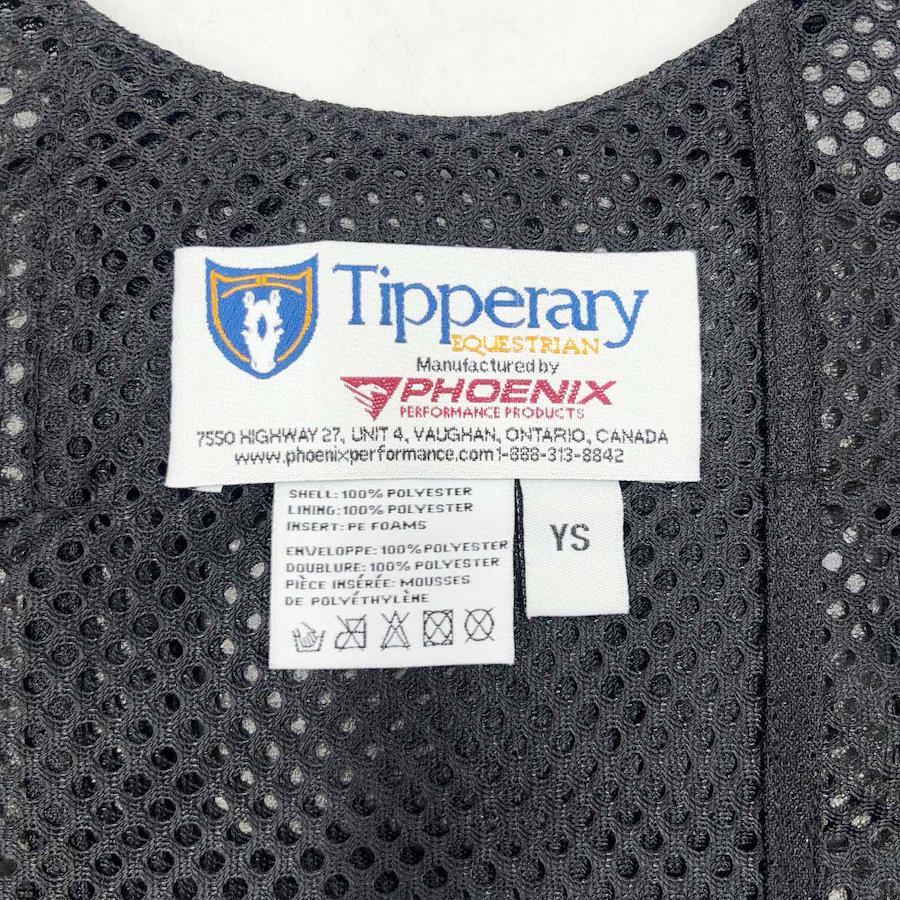 Tipperary
EQUESTRIAN
Manufactured by
PHOENIX
PERFORMANCE PRODUCTS
7550 HIGHWAY 27, UNIT 4, VAUGHAN, ONTARIO, CANADA
www.phoenixperformance.com 1-888-313-8842
SHELL: 100% POLYESTER
LINING: 100% POLYESTER
INSERT: PE FOAMS
ENVELOPPE: 100% POLYESTER
DOUBLURE: 100% POLYESTER
PIÈCE INSÉRÉE: MOUSSES
DE POLYÉTHYLÈNE
YS